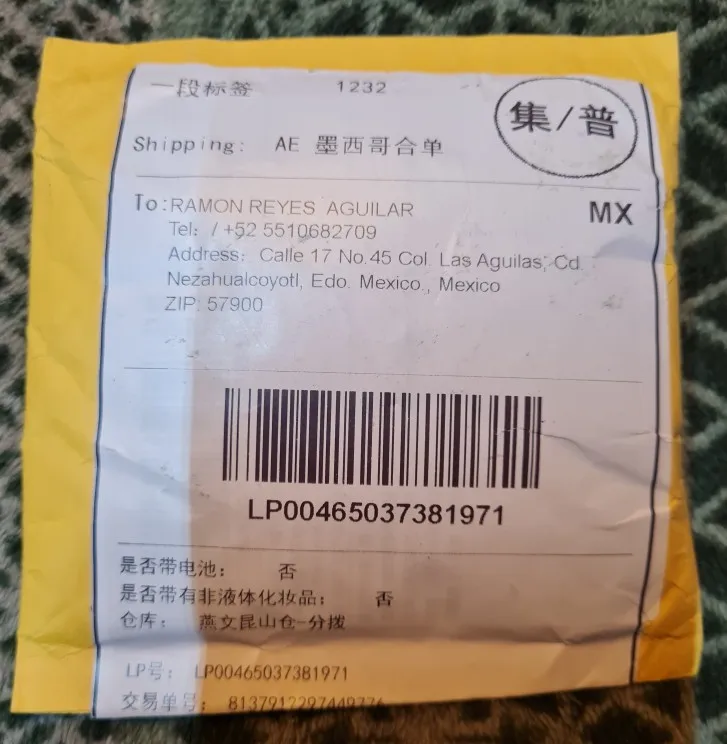 一段标签 1232
集/普
Shipping: AE 墨西哥合单
To:RAMON REYES AGUILAR MX
Tel: / +52 5510682709
Address: Calle 17 No.45 Col. Las Aguilas, Cd.
Nezahualcoyotl, Edo. Mexico., Mexico
ZIP: 57900
LP00465037381971
是否带电池: 否
是否带有非液体化妆品: 否
仓库: 燕文昆山仓-分拨
LP号: LP00465037381971
交易单号: 8137912297449776